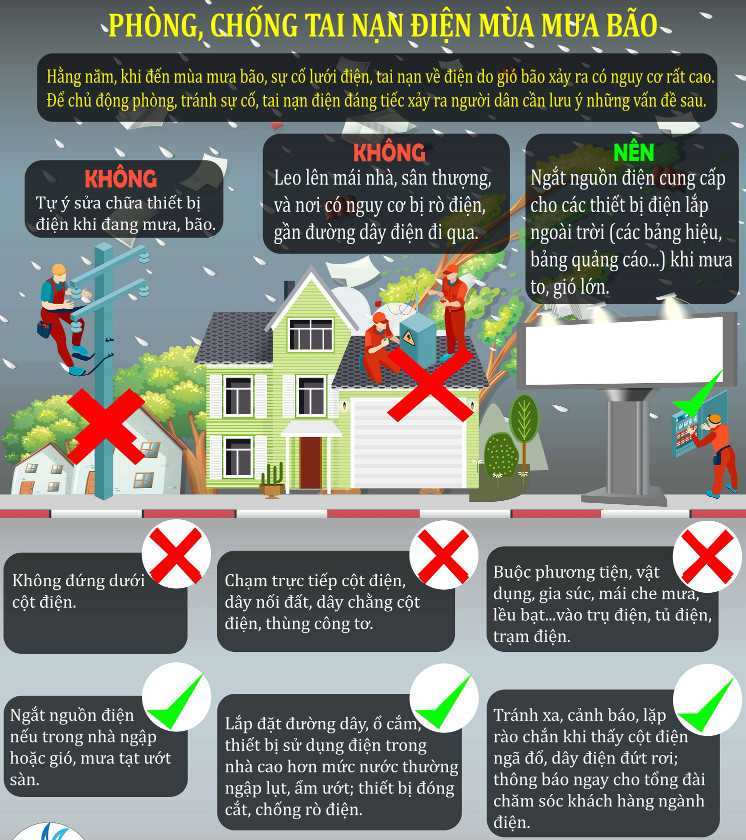 PHÒNG, CHỐNG TAI NẠN ĐIỆN MÙA MƯA BÃO
Hằng năm, khi đến mùa mưa bão, sự cố lưới điện, tai nạn về điện do gió bão xảy ra có nguy cơ rất cao.
Để chủ động phòng, tránh sự cố, tai nạn điện đáng tiếc xảy ra người dân cần lưu ý những vấn đề sau.
KHÔNG
Tự ý sửa chữa thiết bị
điện khi đang mưa, bão.
KHÔNG
Leo lên mái nhà, sân thượng,
và nơi có nguy cơ bị rò điện,
gần đường dây điện đi qua.
NÊN
Ngắt nguồn điện cung cấp
cho các thiết bị điện lắp
ngoài trời (các bảng hiệu,
bảng quảng cáo...) khi mưa
to, gió lớn.
Không đứng dưới
cột điện.
Chạm trực tiếp cột điện,
dây nối đất, dây chằng cột
điện, thùng công tơ.
Buộc phương tiện, vật
dụng, gia súc, mái che mưa,
lều bạt...vào trụ điện, tủ điện,
trạm điện.
Ngắt nguồn điện
nếu trong nhà ngập
hoặc gió, mưa tạt ướt
sàn.
Lắp đặt đường dây, ổ cắm,
thiết bị sử dụng điện trong
nhà cao hơn mức nước thường
ngập lụt, ẩm ướt; thiết bị đóng
cắt, chống rò điện.
Tránh xa, cảnh báo, lặp
rào chắn khi thấy cột điện
ngã đổ, dây điện đứt rơi;
thông báo ngay cho tổng đài
chăm sóc khách hàng ngành
điện.